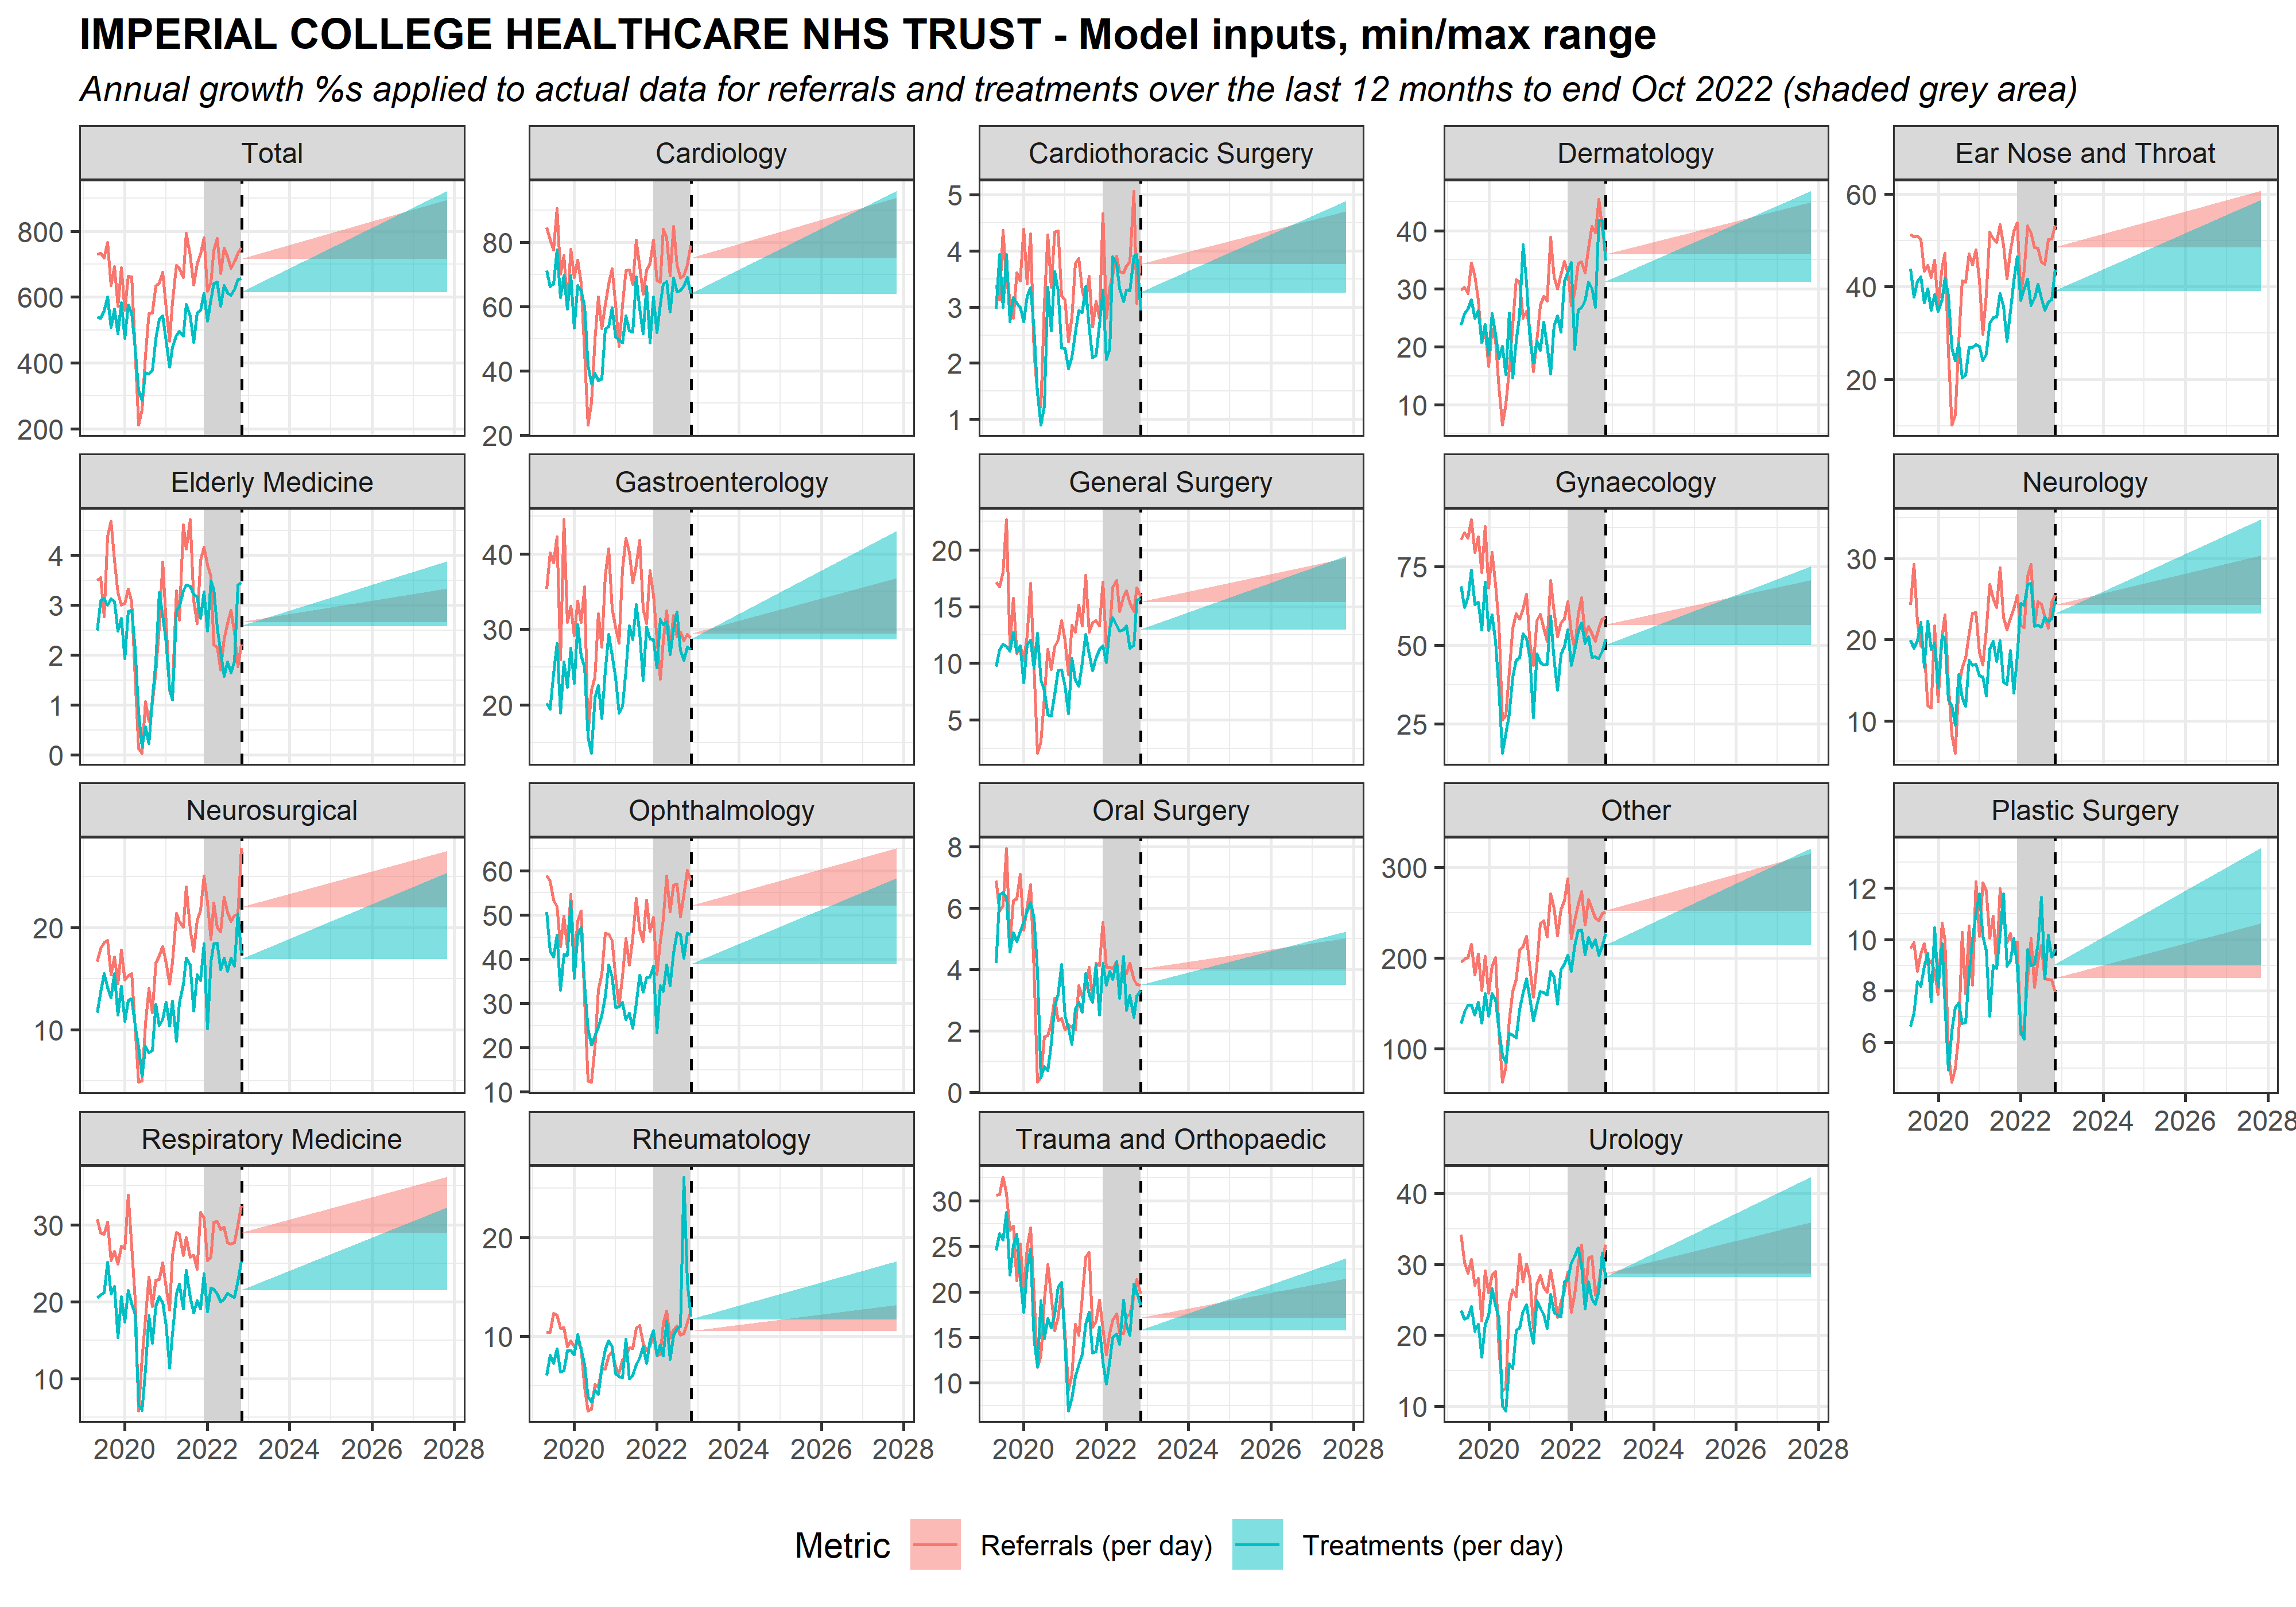 IMPERIAL COLLEGE HEALTHCARE NHS TRUST - Model inputs, min/max range
Annual growth %s applied to actual data for referrals and treatments over the last 12 months to end Oct 2022 (shaded grey area)
Total
Cardiology
Cardiothoracic Surgery
Dermatology
Ear Nose and Throat
800
600
400
200
80
60
40
20
5
4
3
2
1
40
30
20
10
60
40
20
Elderly Medicine
Gastroenterology
General Surgery
Gynaecology
Neurology
4
3
2
1
0
40
30
20
20
15
10
5
75
50
25
30
20
10
Neurosurgical
Ophthalmology
Oral Surgery
Other
Plastic Surgery
20
10
60
50
40
30
20
10
8
6
4
2
0
300
200
100
12
10
8
6
2020 2022 2024 2026 2028
Respiratory Medicine
Rheumatology
Trauma and Orthopaedic
Urology
30
20
10
20
10
30
25
20
15
10
40
30
20
10
2020 2022 2024 2026 2028
2020 2022 2024 2026 2028
2020 2022 2024 2026 2028
2020 2022 2024 2026 2028
Metric Referrals (per day) Treatments (per day)